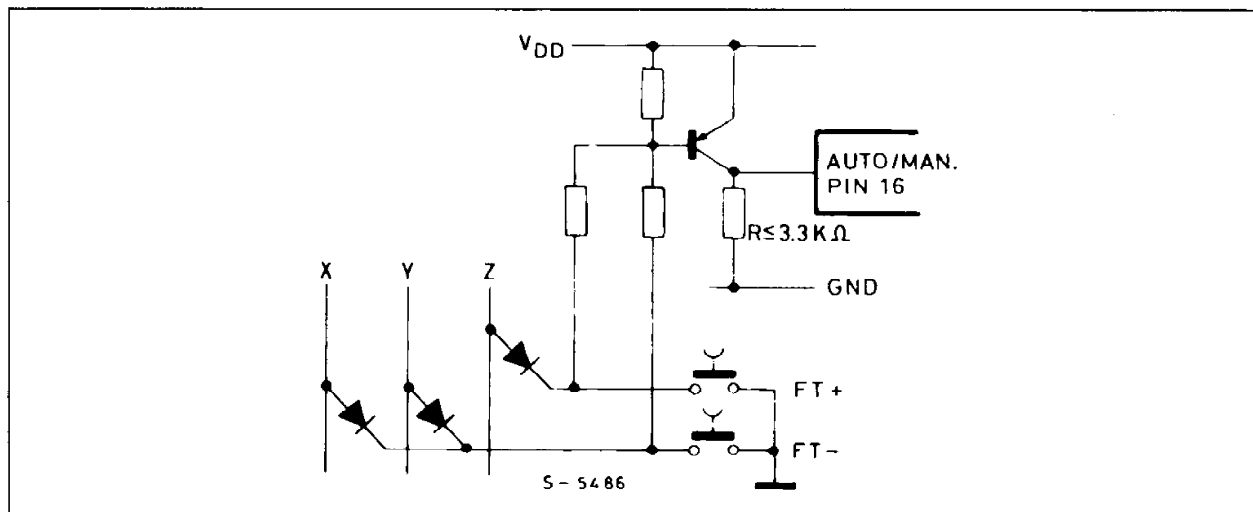 VDD
AUTO/MAN.
PIN 16
R≤3.3KΩ
GND
X Y Z
FT+
FT-
S-5486